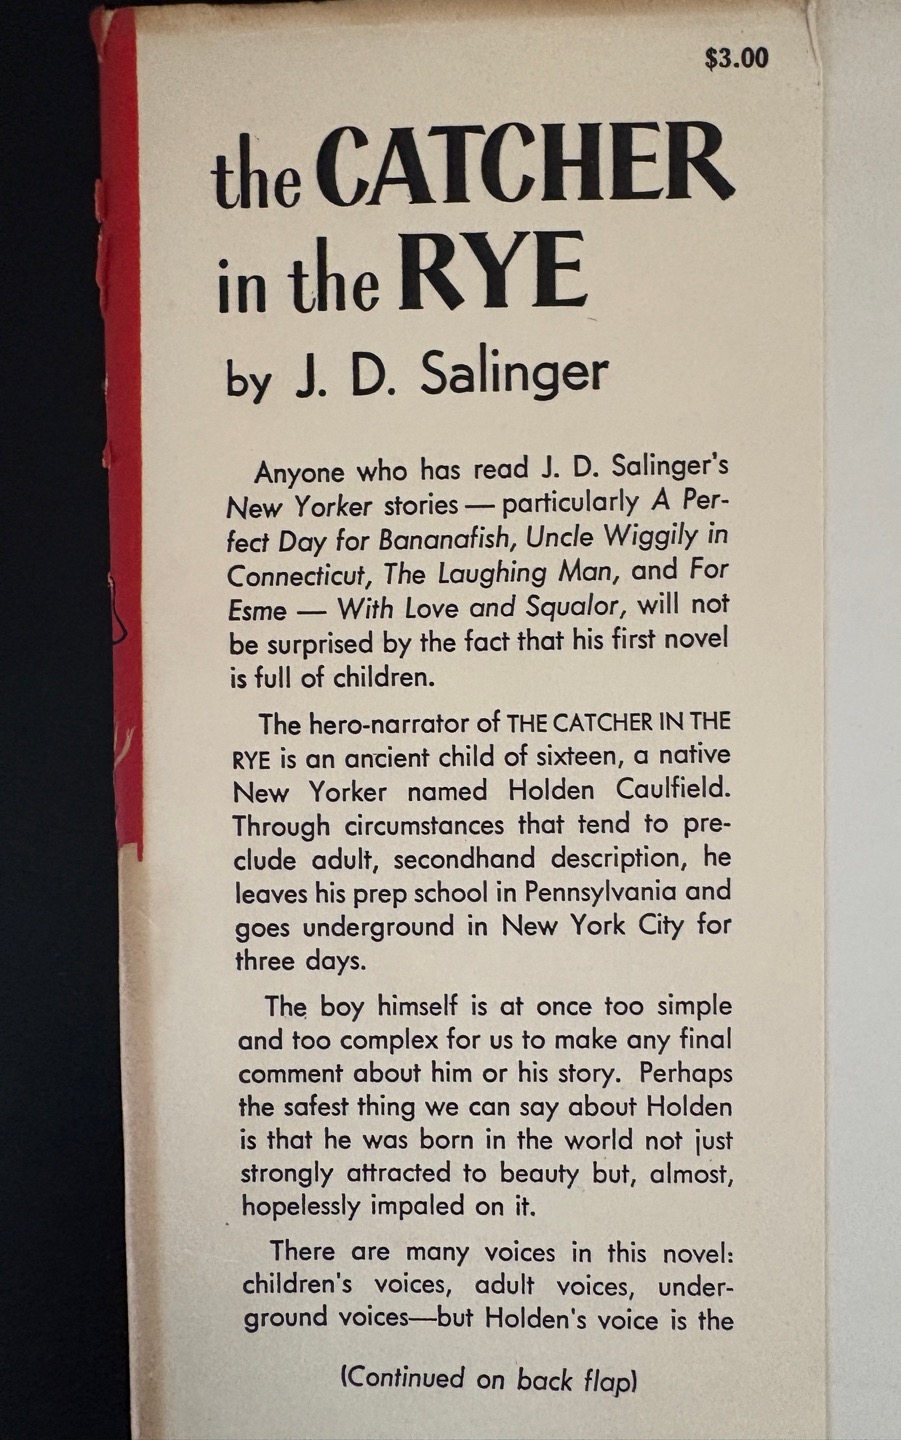 $3.00
the CATCHER
in the RYE
by J. D. Salinger
Anyone who has read J. D. Salinger's
New Yorker stories — particularly A Per-
fect Day for Bananafish, Uncle Wiggily in
Connecticut, The Laughing Man, and For
Esme — With Love and Squalor, will not
be surprised by the fact that his first novel
is full of children.
The hero-narrator of THE CATCHER IN THE
RYE is an ancient child of sixteen, a native
New Yorker named Holden Caulfield.
Through circumstances that tend to pre-
clude adult, secondhand description, he
leaves his prep school in Pennsylvania and
goes underground in New York City for
three days.
The boy himself is at once too simple
and too complex for us to make any final
comment about him or his story. Perhaps
the safest thing we can say about Holden
is that he was born in the world not just
strongly attracted to beauty but, almost,
hopelessly impaled on it.
There are many voices in this novel:
children's voices, adult voices, under-
ground voices—but Holden's voice is the
(Continued on back flap)